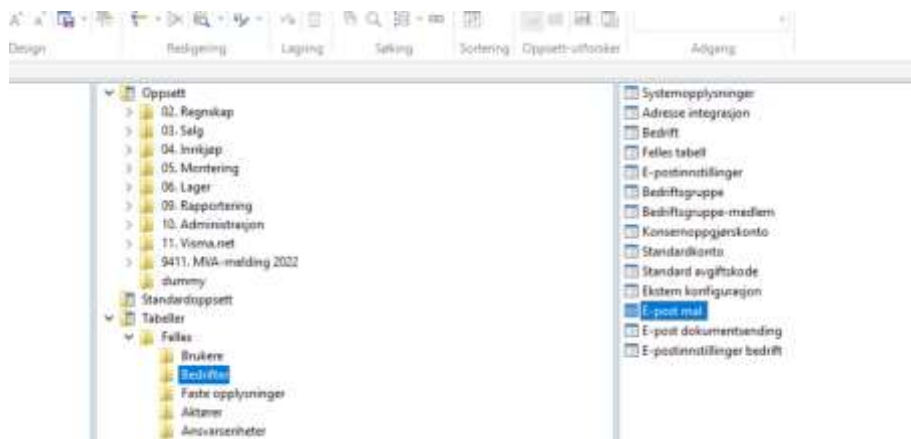 Design Redigering Lagring Søking Sortering Oppsett-utforsker Adgang
Oppsett
02. Regnskap
03. Salg
04. Innkjøp
05. Montering
06. Lager
09. Rapportering
10. Administrasjon
11. Visma.net
9411. MVA-melding 2022
dummy
Standardoppsett
Tabeller
Felles
Brukere
Bedrifter
Faste opplysninger
Aktører
Ansvarsenheter
Systemopplysninger
Adresse integrasjon
Bedrift
Felles tabell
E-postinnstillinger
Bedriftsgruppe
Bedriftsgruppe-medlem
Konsernoppgjørskonto
Standardkonto
Standard avgiftskode
Ekstern konfigurasjon
E-post mal
E-post dokumentsending
E-postinnstillinger bedrift